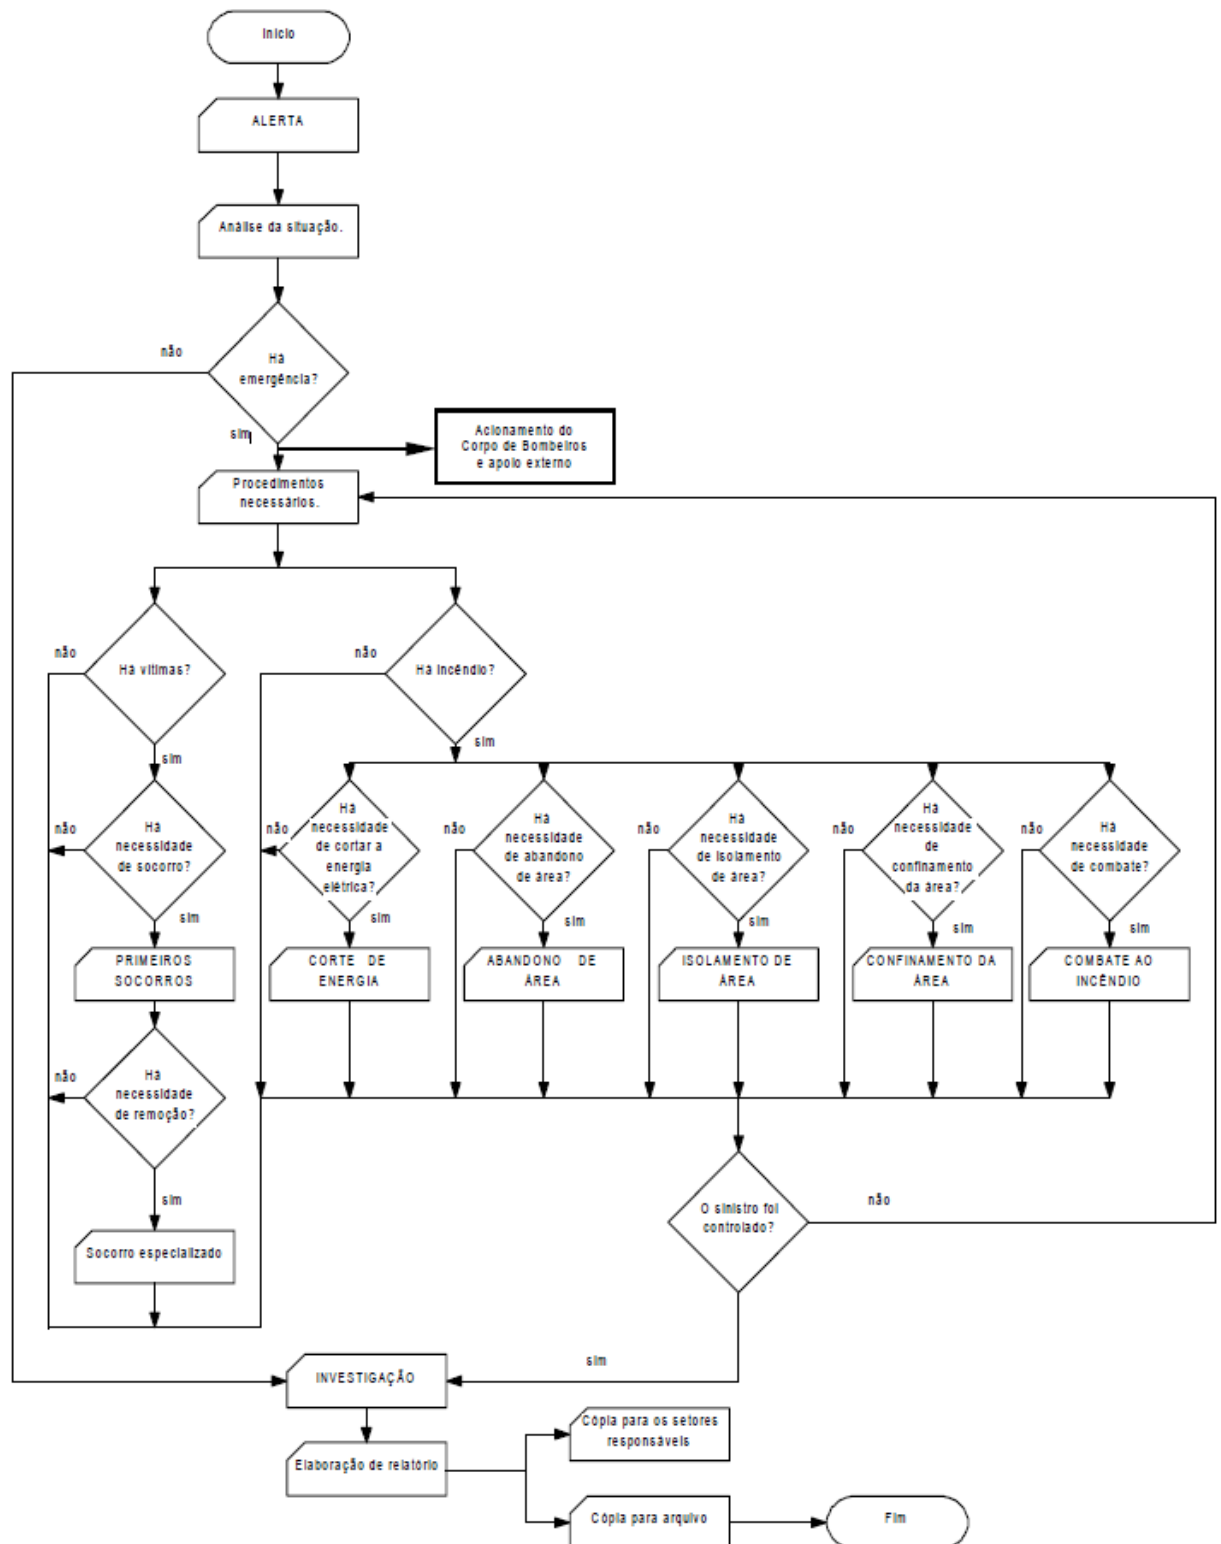 Início
ALERTA
Análise da situação.
não
Há
emergência?
sim
Acionamento do
Corpo de Bombeiros
e apoio externo
Procedimentos
necessários.
não
Há vítimas?
não
Há incêndio?
sim
sim
não
Há
necessidade
de socorro?
não
Há
necessidade
de cortar a
energia
elétrica?
não
Há
necessidade
de abandono
de área?
não
Há
necessidade
de isolamento
de área?
não
Há
necessidade
de
confinamento
da área?
não
Há
necessidade
de combate?
sim
sim
sim
sim
sim
sim
PRIMEIROS
SOCORROS
CORTE DE
ENERGIA
ABANDONO DE
ÁREA
ISOLAMENTO DE
ÁREA
CONFINAMENTO DA
ÁREA
COMBATE AO
INCÊNDIO
não
Há
necessidade
de remoção?
sim
Socorro especializado
O sinistro foi
controlado?
não
sim
INVESTIGAÇÃO
Elaboração de relatório
Cópia para os setores
responsáveis
Cópia para arquivo
Fim